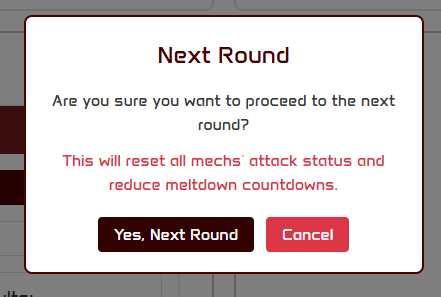 Next Round
Are you sure you want to proceed to the next
round?
This will reset all mechs' attack status and
reduce meltdown countdowns.
Yes, Next Round
Cancel